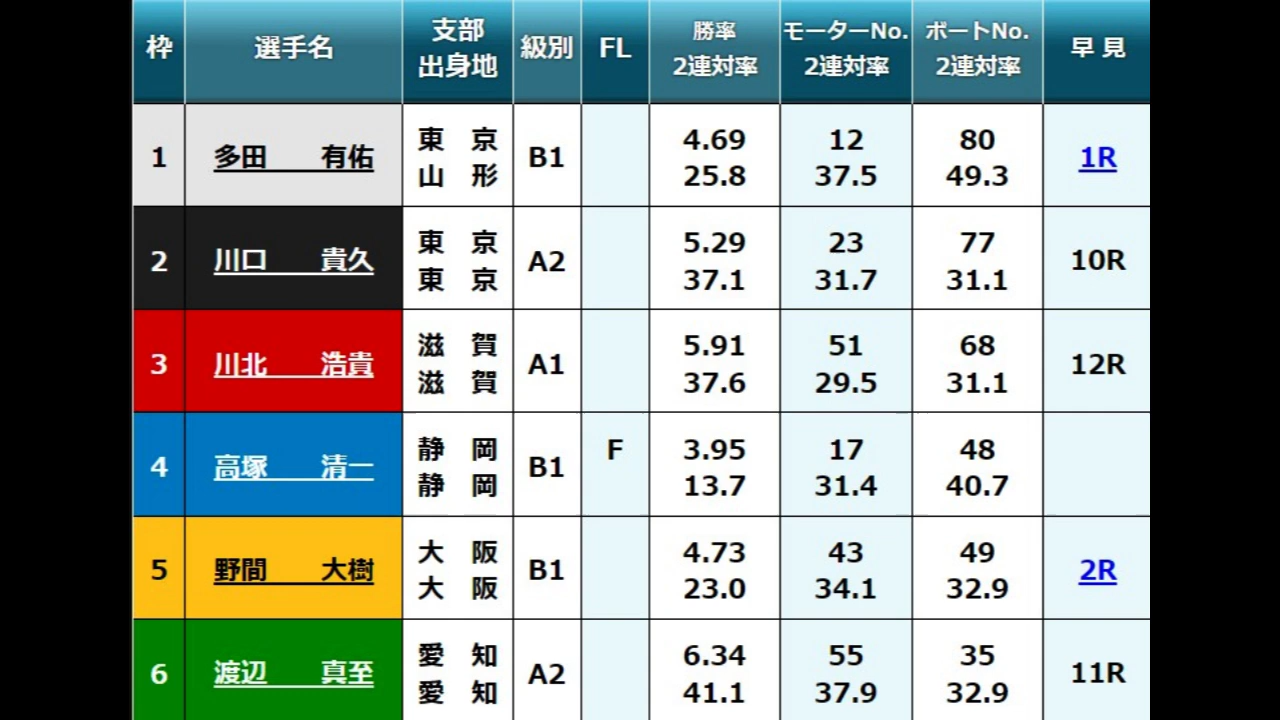 枠 選手名 支部 出身地 級別 FL 勝率 2連対率 モーターNo. 2連対率 ボートNo. 2連対率 早見
1 多田 有佑 東京 山形 B1 4.69 25.8 12 37.5 80 49.3 1R
2 川口 貴久 東京 東京 A2 5.29 37.1 23 31.7 77 31.1 10R
3 川北 浩貴 滋賀 滋賀 A1 5.91 37.6 51 29.5 68 31.1 12R
4 高塚 清一 静岡 静岡 B1 F 3.95 13.7 17 31.4 48 40.7
5 野間 大樹 大阪 大阪 B1 4.73 23.0 43 34.1 49 32.9 2R
6 渡辺 真至 愛知 愛知 A2 6.34 41.1 55 37.9 35 32.9 11R